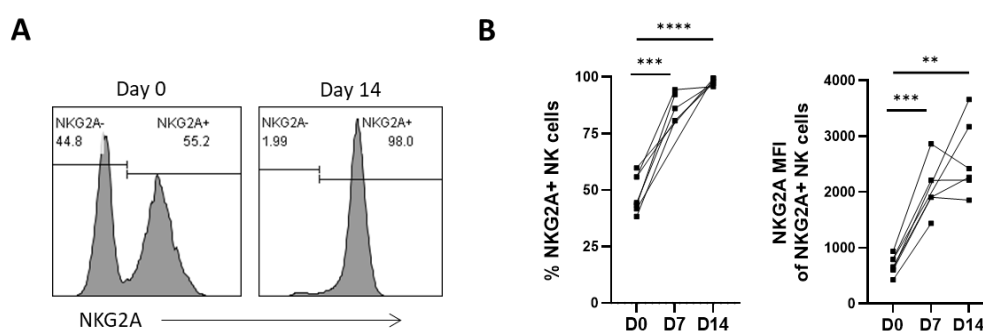 A
Day 0
Day 14
NKG2A-
44.8
NKG2A+
55.2
NKG2A-
1.99
NKG2A+
98.0
NKG2A
B
****
***
100
75
50
25
0
% NKG2A+ NK cells
D0 D7 D14
**
***
4000
3000
2000
1000
0
NKG2A MFI
of NKG2A+ NK cells
D0 D7 D14